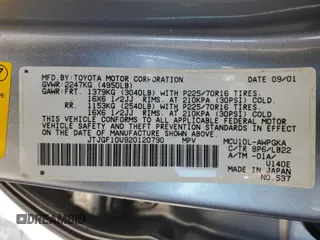 MFD.BY:TOYOTA MOTOR CORPORATION DATE 09/01
GVWR:2247KG (4950LB)
GAWR:FRT. 1379KG (3040LB) WITH P225/70R16 TIRES.
16X6 1/2JJ RIMS. AT 210KPA (30PSI) COLD.
RR. 1153KG (2540LB) WITH P225/70R16 TIRES.
16X6 1/2JJ RIMS. AT 210KPA (30PSI) COLD.
THIS VEHICLE CONFORMS TO ALL APPLICABLE FEDERAL MOTOR
VEHICLE SAFETY AND BUMPER STANDARDS IN EFFECT ON THE DATE
OF MANUFACTURE SHOWN ABOVE.
JTJGF10U920120790 MPV MCU10L-AWPGKA
C/TR 8P6/LB22
A/TM -01A/
U140E
MADE IN JAPAN
NO.537